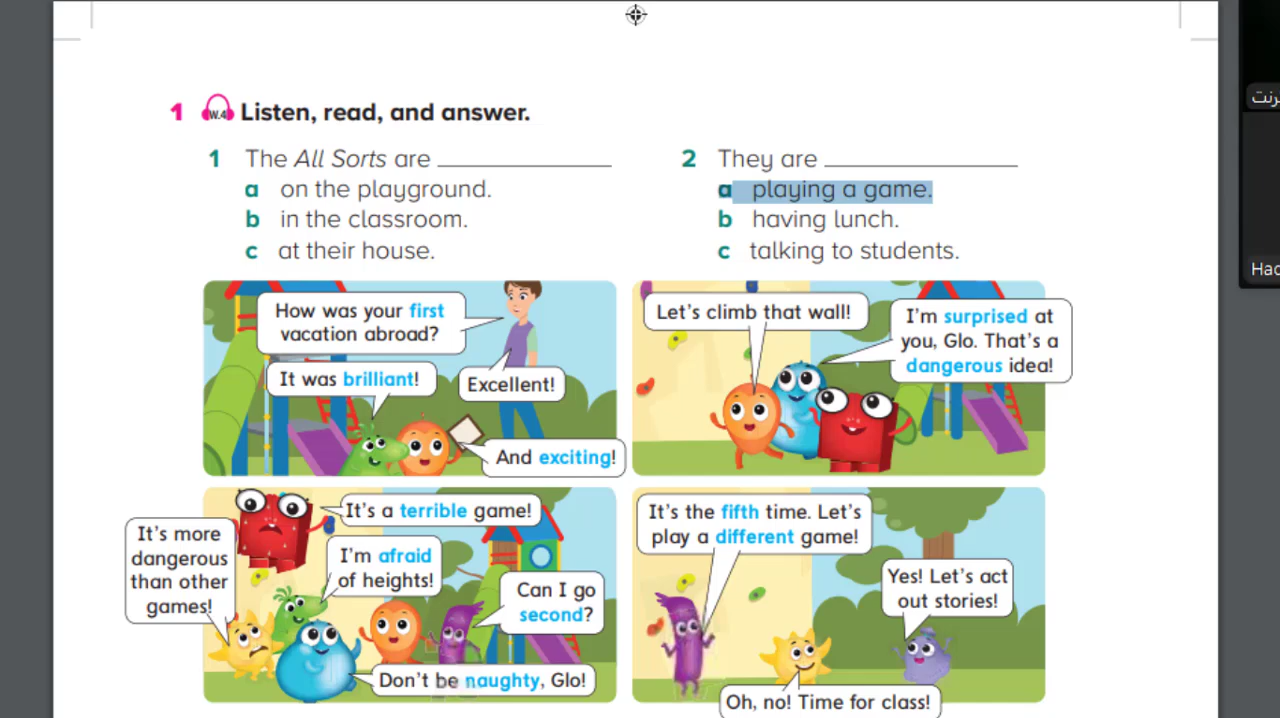 1 W.4 Listen, read, and answer.
1 The All Sorts are
a on the playground.
b in the classroom.
c at their house.
2 They are
a playing a game.
b having lunch.
c talking to students.
How was your first
vacation abroad?
It was brilliant!
Excellent!
And exciting!
Let's climb that wall!
I'm surprised at
you, Glo. That's a
dangerous idea!
It's a terrible game!
It's more
dangerous
than other
games!
I'm afraid
of heights!
Can I go
second?
Don't be naughty, Glo!
It's the fifth time. Let's
play a different game!
Yes! Let's act
out stories!
Oh, no! Time for class!